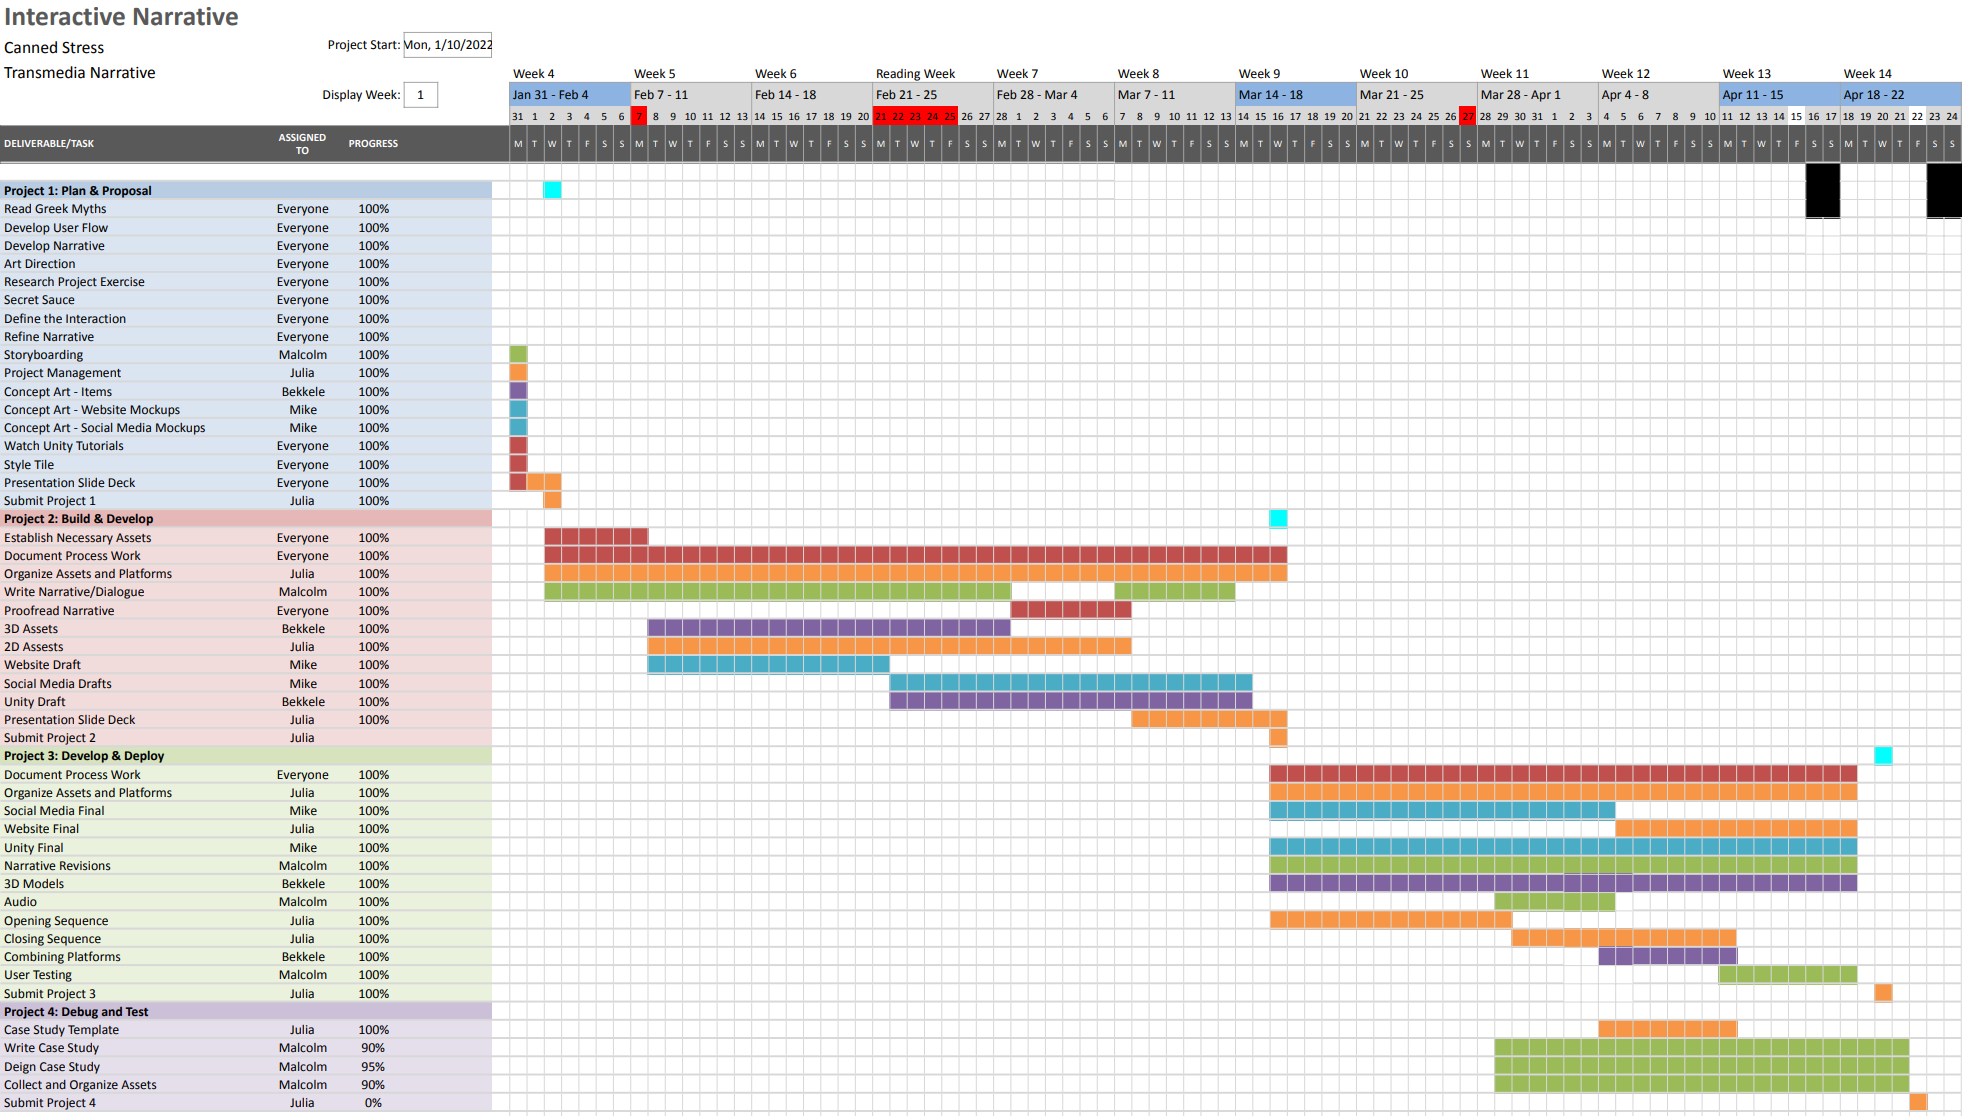 Interactive Narrative
Canned Stress Project Start: Mon, 1/10/2022
Transmedia Narrative Week 4 Week 5 Week 6 Reading Week Week 7 Week 8 Week 9 Week 10 Week 11 Week 12 Week 13 Week 14
Display Week: 1 Jan 31 - Feb 4 Feb 7 - 11 Feb 14 - 18 Feb 21 - 25 Feb 28 - Mar 4 Mar 7 - 11 Mar 14 - 18 Mar 21 - 25 Mar 28 - Apr 1 Apr 4 - 8 Apr 11 - 15 Apr 18 - 22
31 1 2 3 4 5 6 7 8 9 10 11 12 13 14 15 16 17 18 19 20 21 22 23 24 25 26 27 28 1 2 3 4 5 6 7 8 9 10 11 12 13 14 15 16 17 18 19 20 21 22 23 24 25 26 27 28 29 30 31 1 2 3 4 5 6 7 8 9 10 11 12 13 14 15 16 17 18 19 20 21 22 23 24
DELIVERABLE/TASK ASSIGNED TO PROGRESS M T W T F S S M T W T F S S M T W T F S S M T W T F S S M T W T F S S M T W T F S S M T W T F S S M T W T F S S M T W T F S S M T W T F S S M T W T F S S M T W T F S S
Project 1: Plan & Proposal
Read Greek Myths Everyone 100%
Develop User Flow Everyone 100%
Develop Narrative Everyone 100%
Art Direction Everyone 100%
Research Project Exercise Everyone 100%
Secret Sauce Everyone 100%
Define the Interaction Everyone 100%
Refine Narrative Everyone 100%
Storyboarding Malcolm 100%
Project Management Julia 100%
Concept Art - Items Bekkele 100%
Concept Art - Website Mockups Mike 100%
Concept Art - Social Media Mockups Mike 100%
Watch Unity Tutorials Everyone 100%
Style Tile Everyone 100%
Presentation Slide Deck Everyone 100%
Submit Project 1 Julia 100%
Project 2: Build & Develop
Establish Necessary Assets Everyone 100%
Document Process Work Everyone 100%
Organize Assets and Platforms Julia 100%
Write Narrative/Dialogue Malcolm 100%
Proofread Narrative Everyone 100%
3D Assets Bekkele 100%
2D Assests Julia 100%
Website Draft Mike 100%
Social Media Drafts Mike 100%
Unity Draft Bekkele 100%
Presentation Slide Deck Julia 100%
Submit Project 2 Julia
Project 3: Develop & Deploy
Document Process Work Everyone 100%
Organize Assets and Platforms Julia 100%
Social Media Final Mike 100%
Website Final Julia 100%
Unity Final Mike 100%
Narrative Revisions Malcolm 100%
3D Models Bekkele 100%
Audio Malcolm 100%
Opening Sequence Julia 100%
Closing Sequence Julia 100%
Combining Platforms Bekkele 100%
User Testing Malcolm 100%
Submit Project 3 Julia 100%
Project 4: Debug and Test
Case Study Template Julia 100%
Write Case Study Malcolm 90%
Deign Case Study Malcolm 95%
Collect and Organize Assets Malcolm 90%
Submit Project 4 Julia 0%